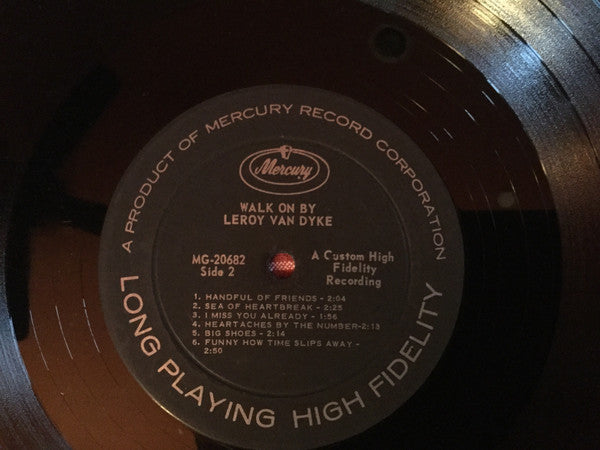 A PRODUCT OF MERCURY RECORD CORPORATION
Mercury
WALK ON BY
LEROY VAN DYKE
MG-20682
Side 2
A Custom High
Fidelity
Recording
1. HANDFUL OF FRIENDS - 2:04
2. SEA OF HEARTBREAK - 2:25
3. I MISS YOU ALREADY - 1:56
4. HEARTACHES BY THE NUMBER-2:13
5. BIG SHOES - 2:14
6. FUNNY HOW TIME SLIPS AWAY -
2:50
LONG PLAYING HIGH FIDELITY